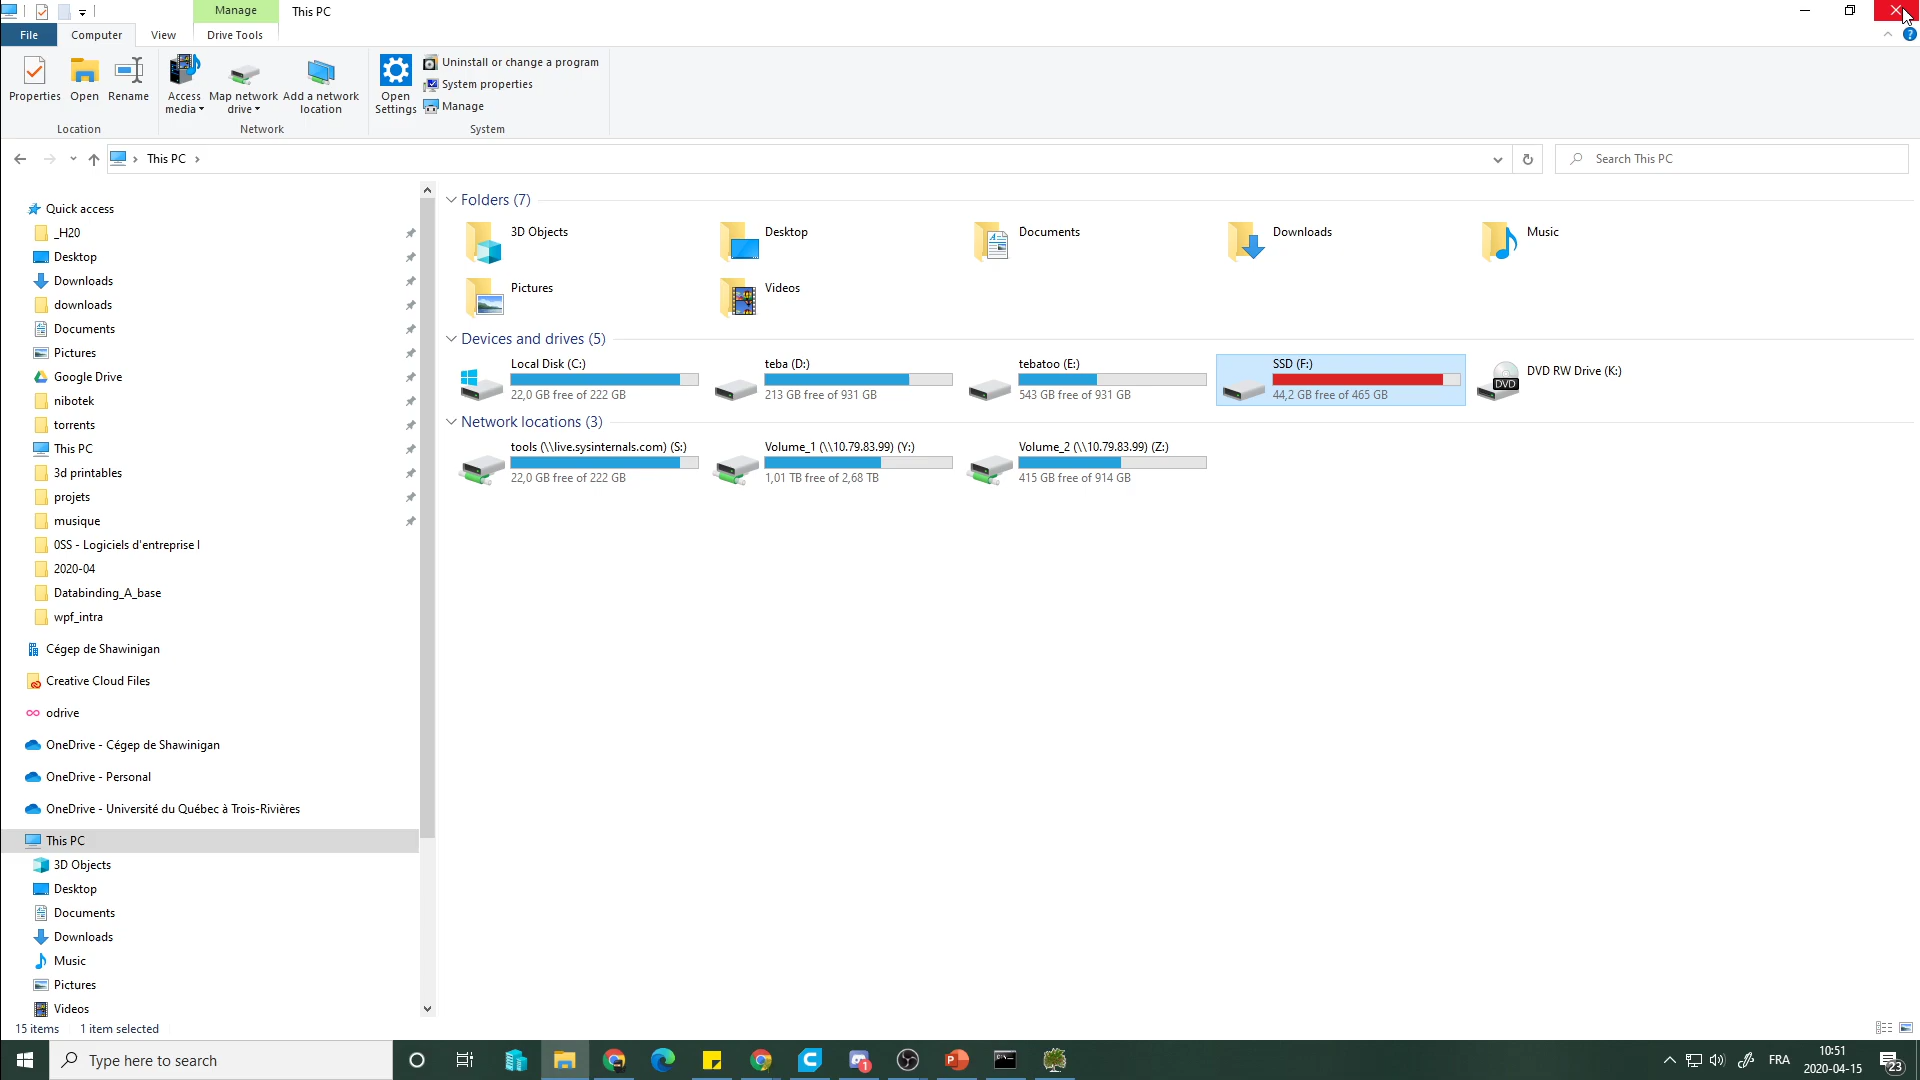 Manage
This PC
File
Computer
View
Drive Tools
Properties
Open
Rename
Access media
Map network drive
Add a network location
Open Settings
Uninstall or change a program
System properties
Manage
Location
Network
System
This PC
Search This PC
Quick access
_H20
Desktop
Downloads
downloads
Documents
Pictures
Google Drive
nibotek
torrents
This PC
3d printables
projets
musique
0SS - Logiciels d'entreprise I
2020-04
Databinding_A_base
wpf_intra
Cégep de Shawinigan
Creative Cloud Files
odrive
OneDrive - Cégep de Shawinigan
OneDrive - Personal
OneDrive - Université du Québec à Trois-Rivières
This PC
3D Objects
Desktop
Documents
Downloads
Music
Pictures
Videos
Folders (7)
3D Objects
Desktop
Documents
Downloads
Music
Pictures
Videos
Devices and drives (5)
Local Disk (C:)
22,0 GB free of 222 GB
teba (D:)
213 GB free of 931 GB
tebatoo (E:)
543 GB free of 931 GB
SSD (F:)
44,2 GB free of 465 GB
DVD
DVD RW Drive (K:)
Network locations (3)
tools (\\live.sysinternals.com) (S:)
22,0 GB free of 222 GB
Volume_1 (\\10.79.83.99) (Y:)
1,01 TB free of 2,68 TB
Volume_2 (\\10.79.83.99) (Z:)
415 GB free of 914 GB
15 items
1 item selected
Type here to search
FRA
10:51
2020-04-15
23